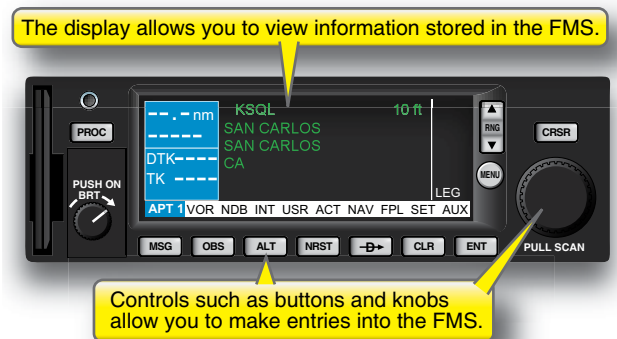 The display allows you to view information stored in the FMS.
--.-nm
KSQL 10 ft
-----
SAN CARLOS
SAN CARLOS
DTK----
CA
TK ----
LEG
APT 1 VOR NDB INT USR ACT NAV FPL SET AUX
PROC
PUSH ON
BRT
RNG
MENU
CRSR
PULL SCAN
MSG OBS ALT NRST D CLR ENT
Controls such as buttons and knobs
allow you to make entries into the FMS.